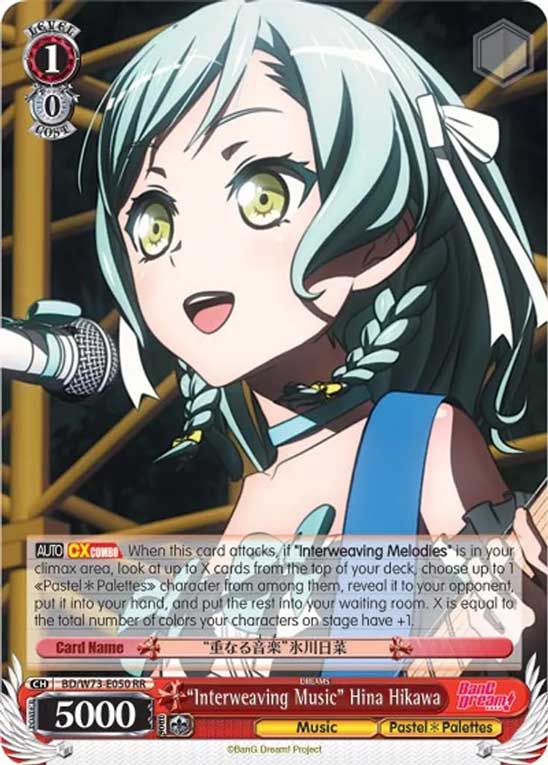 LEVEL
1
0
COST
AUTO CX COMBO When this card attacks, if "Interweaving Melodies" is in your
climax area, look at up to X cards from the top of your deck, choose up to 1
«Pastel＊Palettes» character from among them, reveal it to your opponent,
put it into your hand, and put the rest into your waiting room. X is equal to
the total number of colors your characters on stage have +1.
Card Name
"重なる音楽"氷川日菜
CH BD/W73-E050 RR
DREAMS
"Interweaving Music" Hina Hikawa
BanG Dream!
POWER
5000
SOUL
Music
Pastel＊Palettes
©BanG Dream! Project